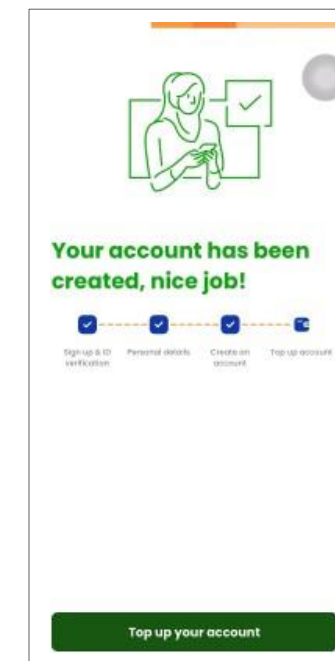 Your account has been
created, nice job!
Sign up & ID
verification
Personal details
Create an
account
Top up account
Top up your account